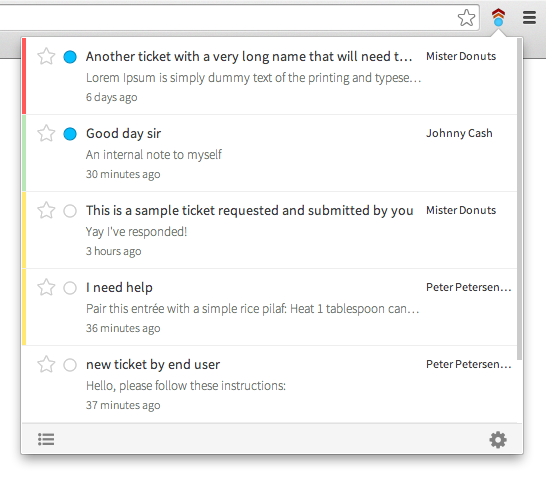 Another ticket with a very long name that will need t... Mister Donuts
Lorem Ipsum is simply dummy text of the printing and typese...
6 days ago
Good day sir Johnny Cash
An internal note to myself
30 minutes ago
This is a sample ticket requested and submitted by you Mister Donuts
Yay I've responded!
3 hours ago
I need help Peter Petersen...
Pair this entrée with a simple rice pilaf: Heat 1 tablespoon can...
36 minutes ago
new ticket by end user Peter Petersen...
Hello, please follow these instructions:
37 minutes ago